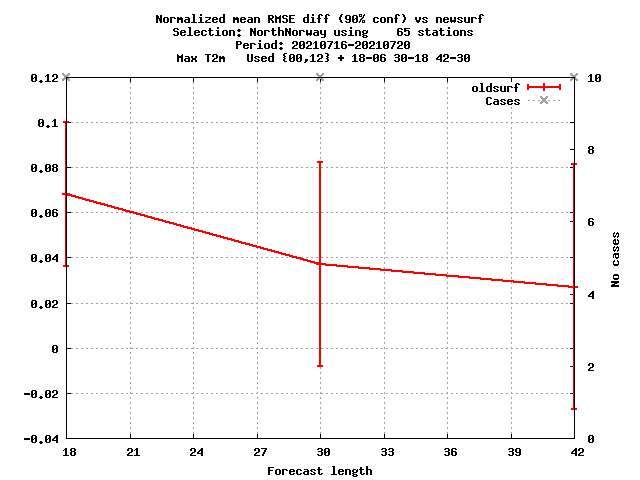 Normalized mean RMSE diff (90% conf) vs newsurf
Selection: NorthNorway using    65 stations
Period: 20210716-20210720
Max T2m   Used {00,12} + 18-06 30-18 42-30
oldsurf
Cases
0.12
0.1
0.08
0.06
0.04
0.02
0
-0.02
-0.04
10
8
6
4
2
0
No cases
18 21 24 27 30 33 36 39 42
Forecast length